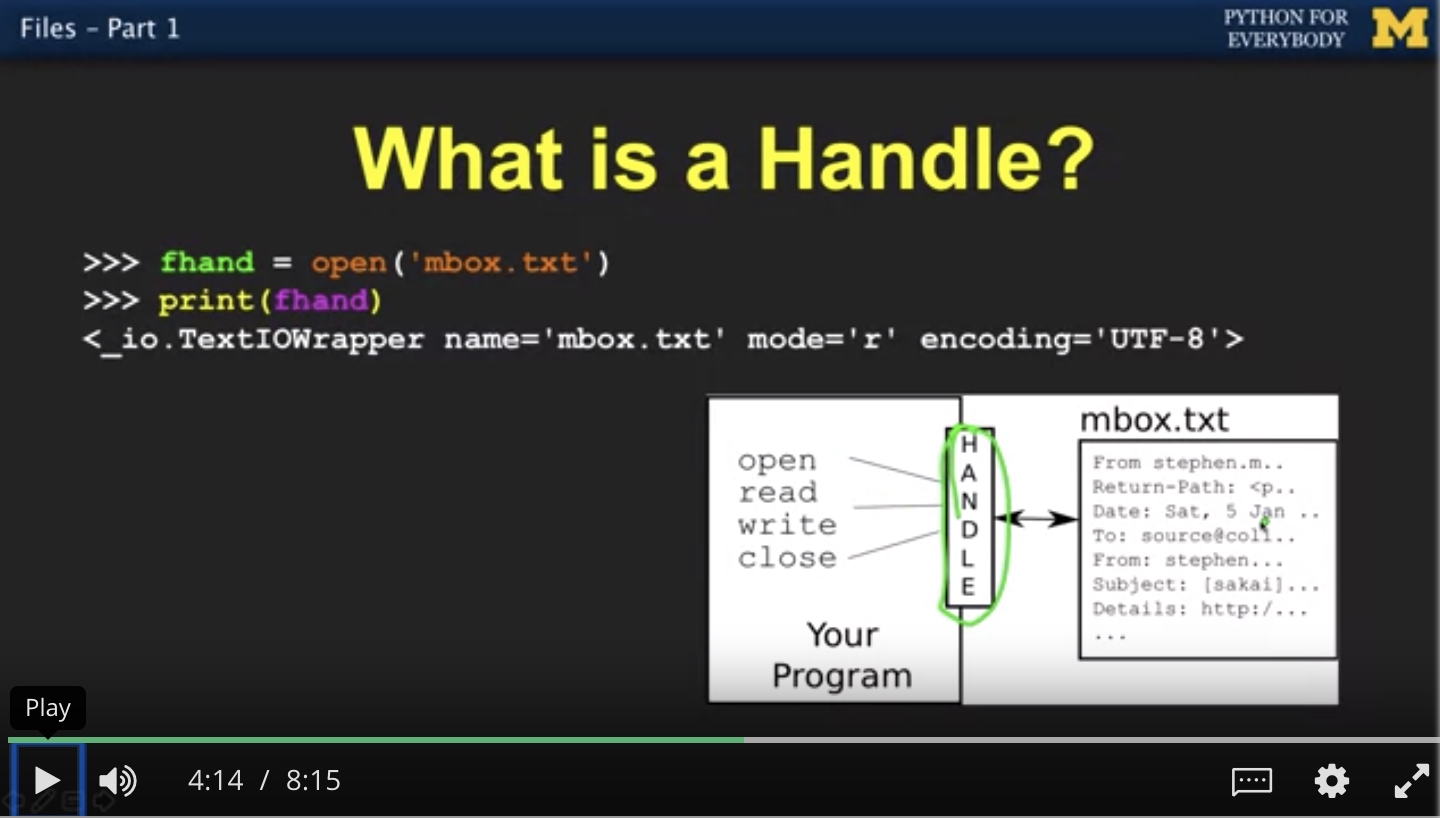 Files – Part 1
PYTHON FOR
EVERYBODY
M
What is a Handle?
>>> fhand = open('mbox.txt')
>>> print(fhand)
<_io.TextIOWrapper name='mbox.txt' mode='r' encoding='UTF-8'>
open
read
write
close
Your
Program
H
A
N
D
L
E
mbox.txt
From stephen.m..
Return-Path: <p..
Date: Sat, 5 Jan ..
To: source@coll..
From: stephen...
Subject: [sakai]...
Details: http:/...
...
Play
4:14 / 8:15